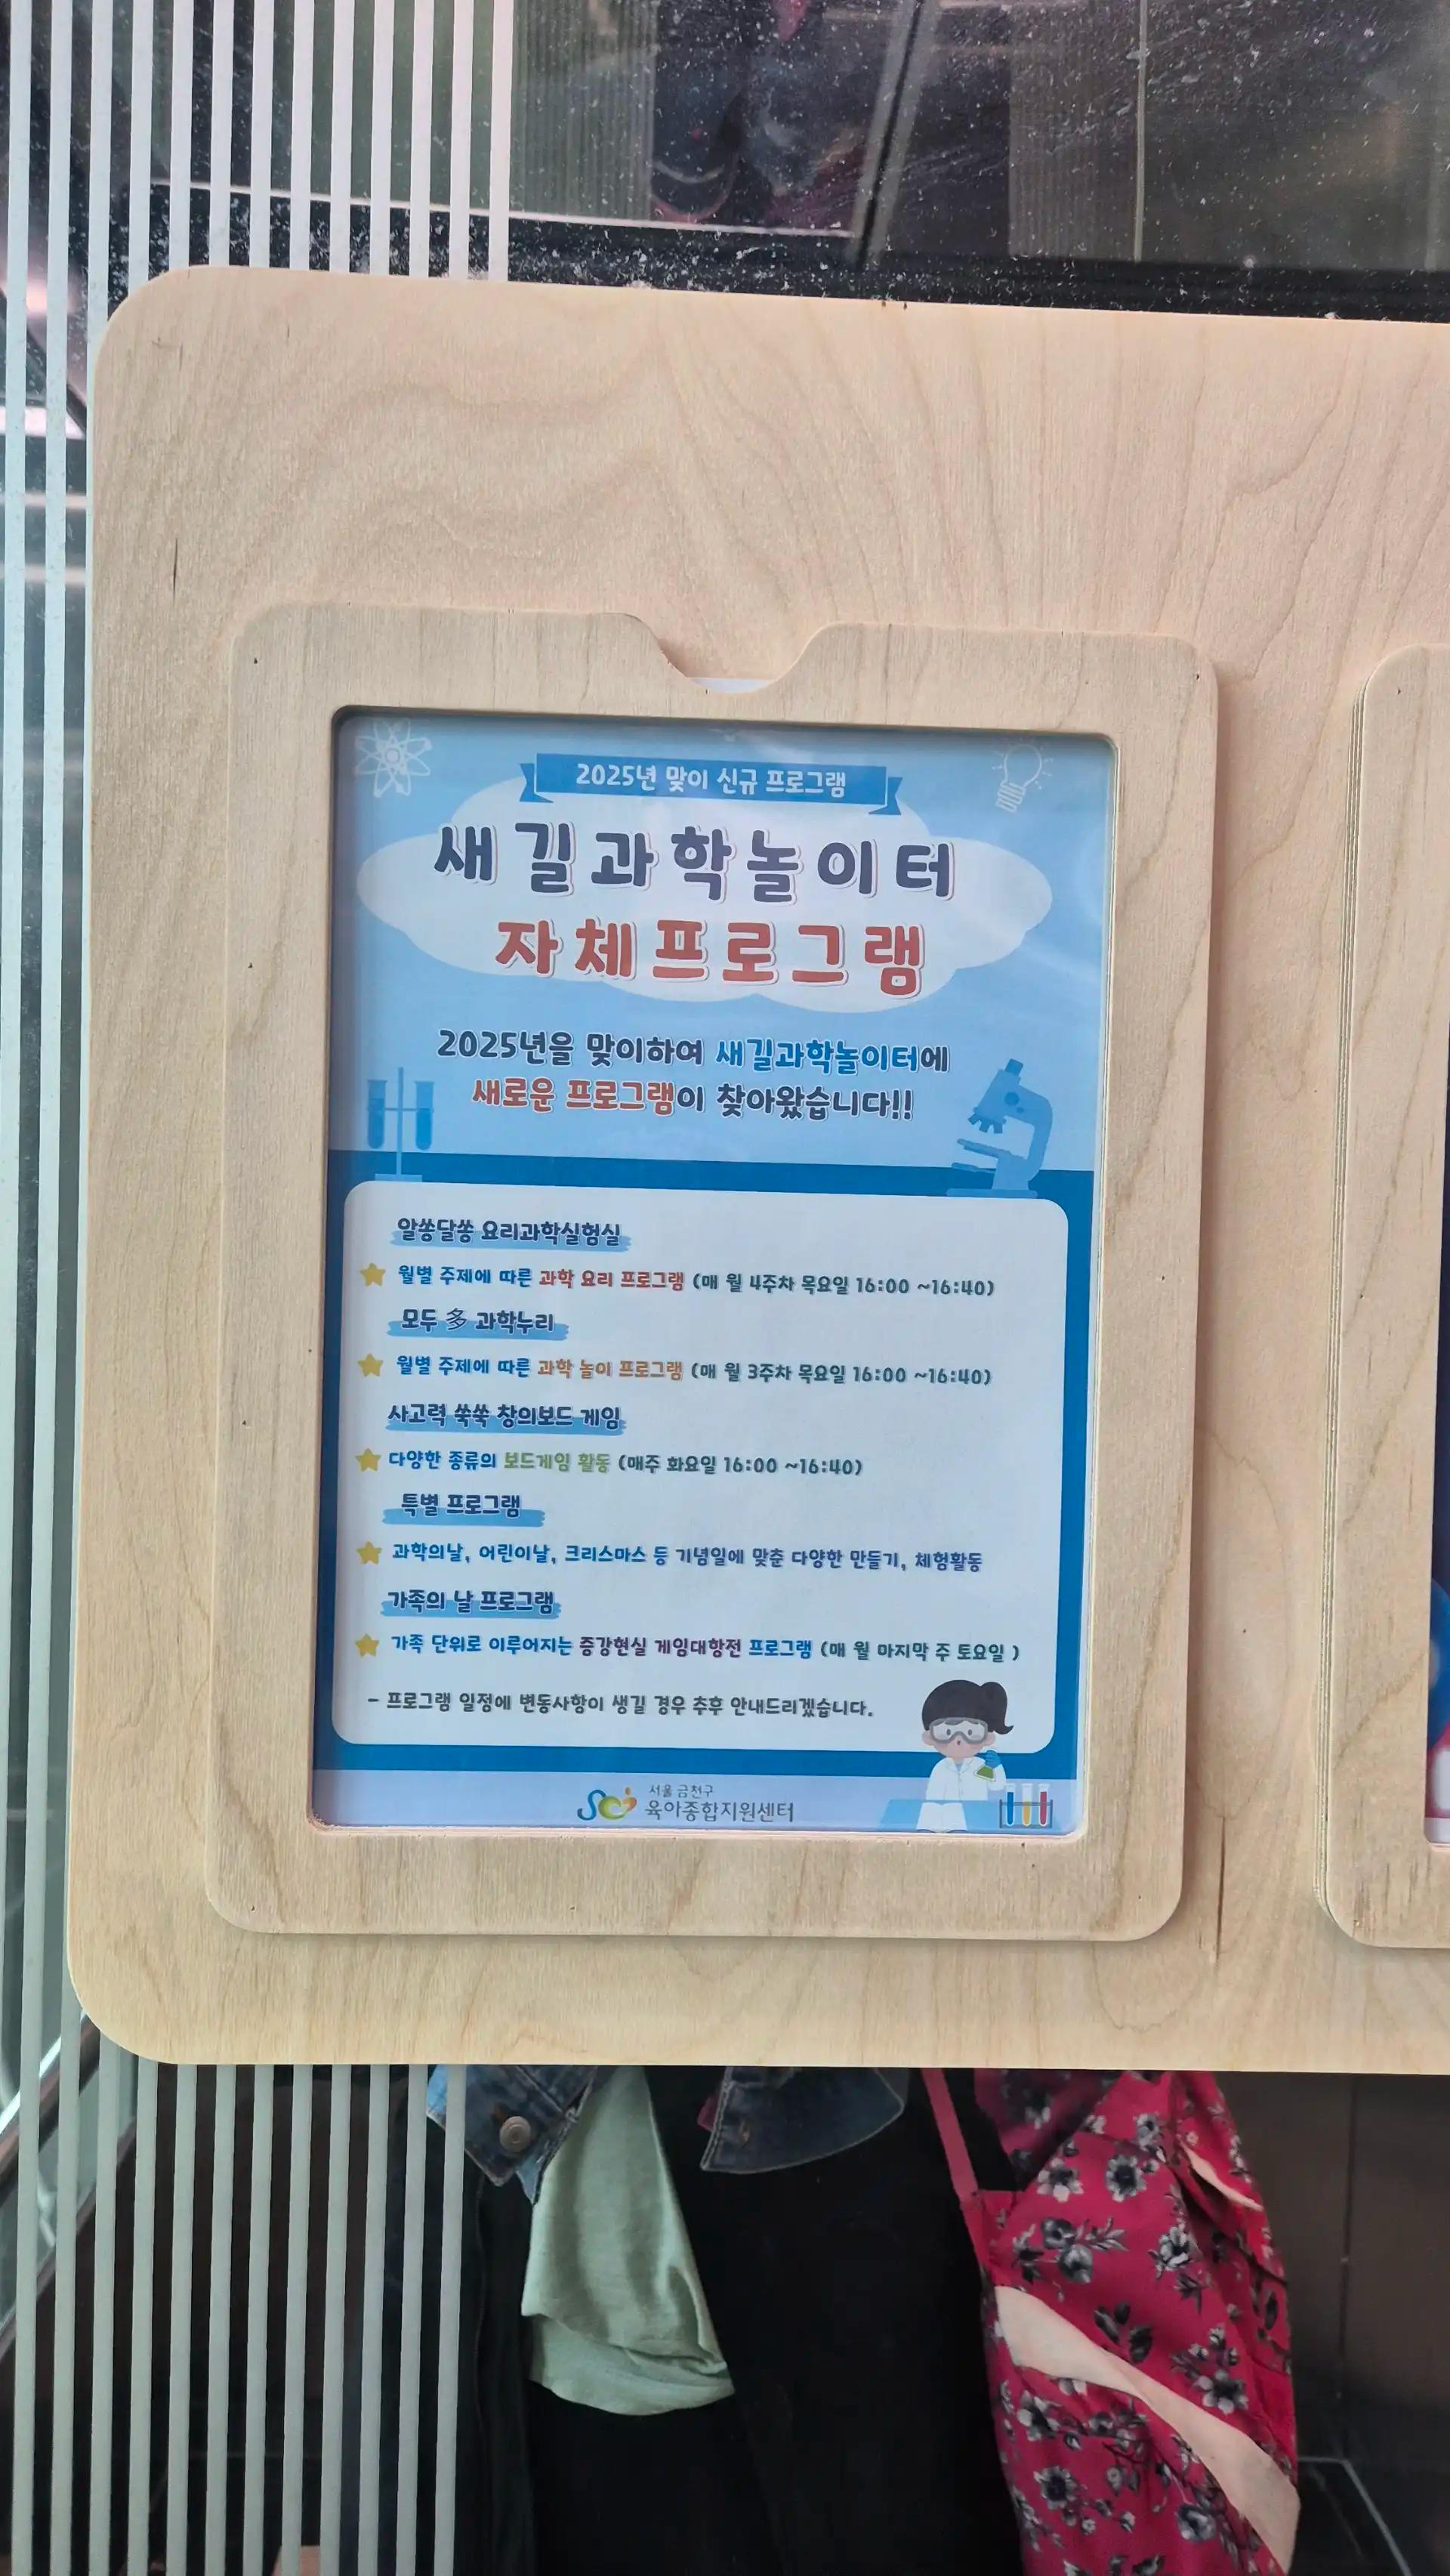 2025년 맞이 신규 프로그램
새길과학놀이터
자체프로그램
2025년을 맞이하여 새길과학놀이터에
새로운 프로그램이 찾아왔습니다!!
알쏭달쏭 요리과학실험실
월별 주제에 따른 과학 요리 프로그램 (매 월 4주차 목요일 16:00 ~16:40)
모두 多 과학누리
월별 주제에 따른 과학 놀이 프로그램 (매 월 3주차 목요일 16:00 ~16:40)
사고력 쑥쑥 창의보드 게임
다양한 종류의 보드게임 활동 (매주 화요일 16:00 ~16:40)
특별 프로그램
과학의날, 어린이날, 크리스마스 등 기념일에 맞춘 다양한 만들기, 체험활동
가족의 날 프로그램
가족 단위로 이루어지는 증강현실 게임대항전 프로그램 (매 월 마지막 주 토요일 )
- 프로그램 일정에 변동사항이 생길 경우 추후 안내드리겠습니다.
서울 금천구
육아종합지원센터